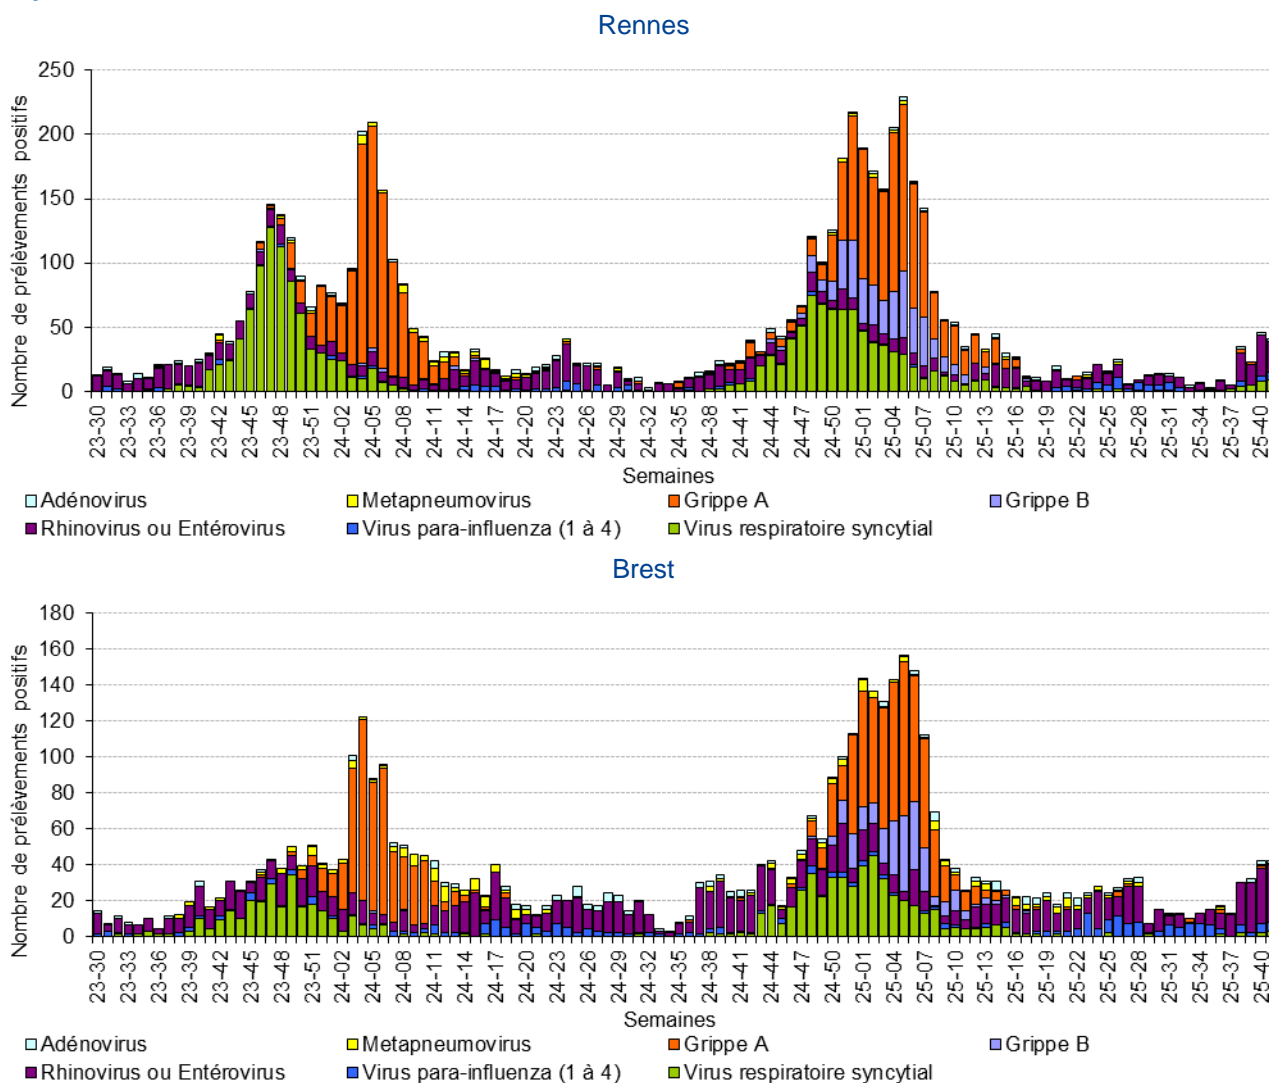 Rennes
Nombre de prélèvements positifs
250
200
150
100
50
0
23-30 23-33 23-36 23-39 23-42 23-45 23-48 23-51 24-02 24-05 24-08 24-11 24-14 24-17 24-20 24-23 24-26 24-29 24-32 24-35 24-38 24-41 24-44 24-47 24-50 25-01 25-04 25-07 25-10 25-13 25-16 25-19 25-22 25-25 25-28 25-31 25-34 25-37 25-40
Semaines
Adénovirus Metapneumovirus Grippe A Grippe B
Rhinovirus ou Entérovirus Virus para-influenza (1 à 4) Virus respiratoire syncytial
Brest
Nombre de prélèvements positifs
180
160
140
120
100
80
60
40
20
0
23-30 23-33 23-36 23-39 23-42 23-45 23-48 23-51 24-02 24-05 24-08 24-11 24-14 24-17 24-20 24-23 24-26 24-29 24-32 24-35 24-38 24-41 24-44 24-47 24-50 25-01 25-04 25-07 25-10 25-13 25-16 25-19 25-22 25-25 25-28 25-31 25-34 25-37 25-40
Semaines
Adénovirus Metapneumovirus Grippe A Grippe B
Rhinovirus ou Entérovirus Virus para-influenza (1 à 4) Virus respiratoire syncytial